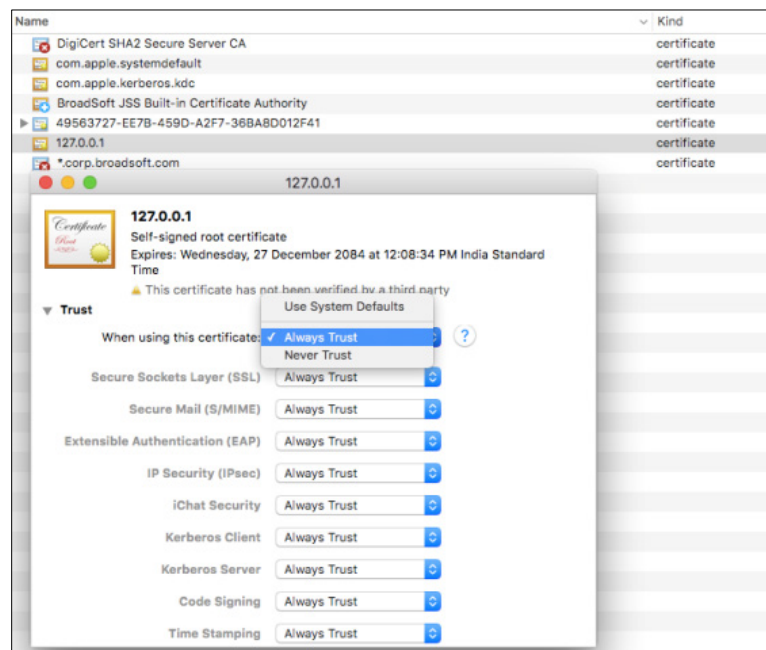 Name Kind
DigiCert SHA2 Secure Server CA certificate
com.apple.systemdefault certificate
com.apple.kerberos.kdc certificate
BroadSoft JSS Built-in Certificate Authority certificate
49563727-EE7B-459D-A2F7-36BA8D012F41 certificate
127.0.0.1 certificate
*.corp.broadsoft.com certificate
127.0.0.1
Certificate
Root
127.0.0.1
Self-signed root certificate
Expires: Wednesday, 27 December 2084 at 12:08:34 PM India Standard
Time
This certificate has not been verified by a third party
Trust
Use System Defaults
When using this certificate: ✓ Always Trust ?
Never Trust
Secure Sockets Layer (SSL) Always Trust
Secure Mail (S/MIME) Always Trust
Extensible Authentication (EAP) Always Trust
IP Security (IPsec) Always Trust
iChat Security Always Trust
Kerberos Client Always Trust
Kerberos Server Always Trust
Code Signing Always Trust
Time Stamping Always Trust